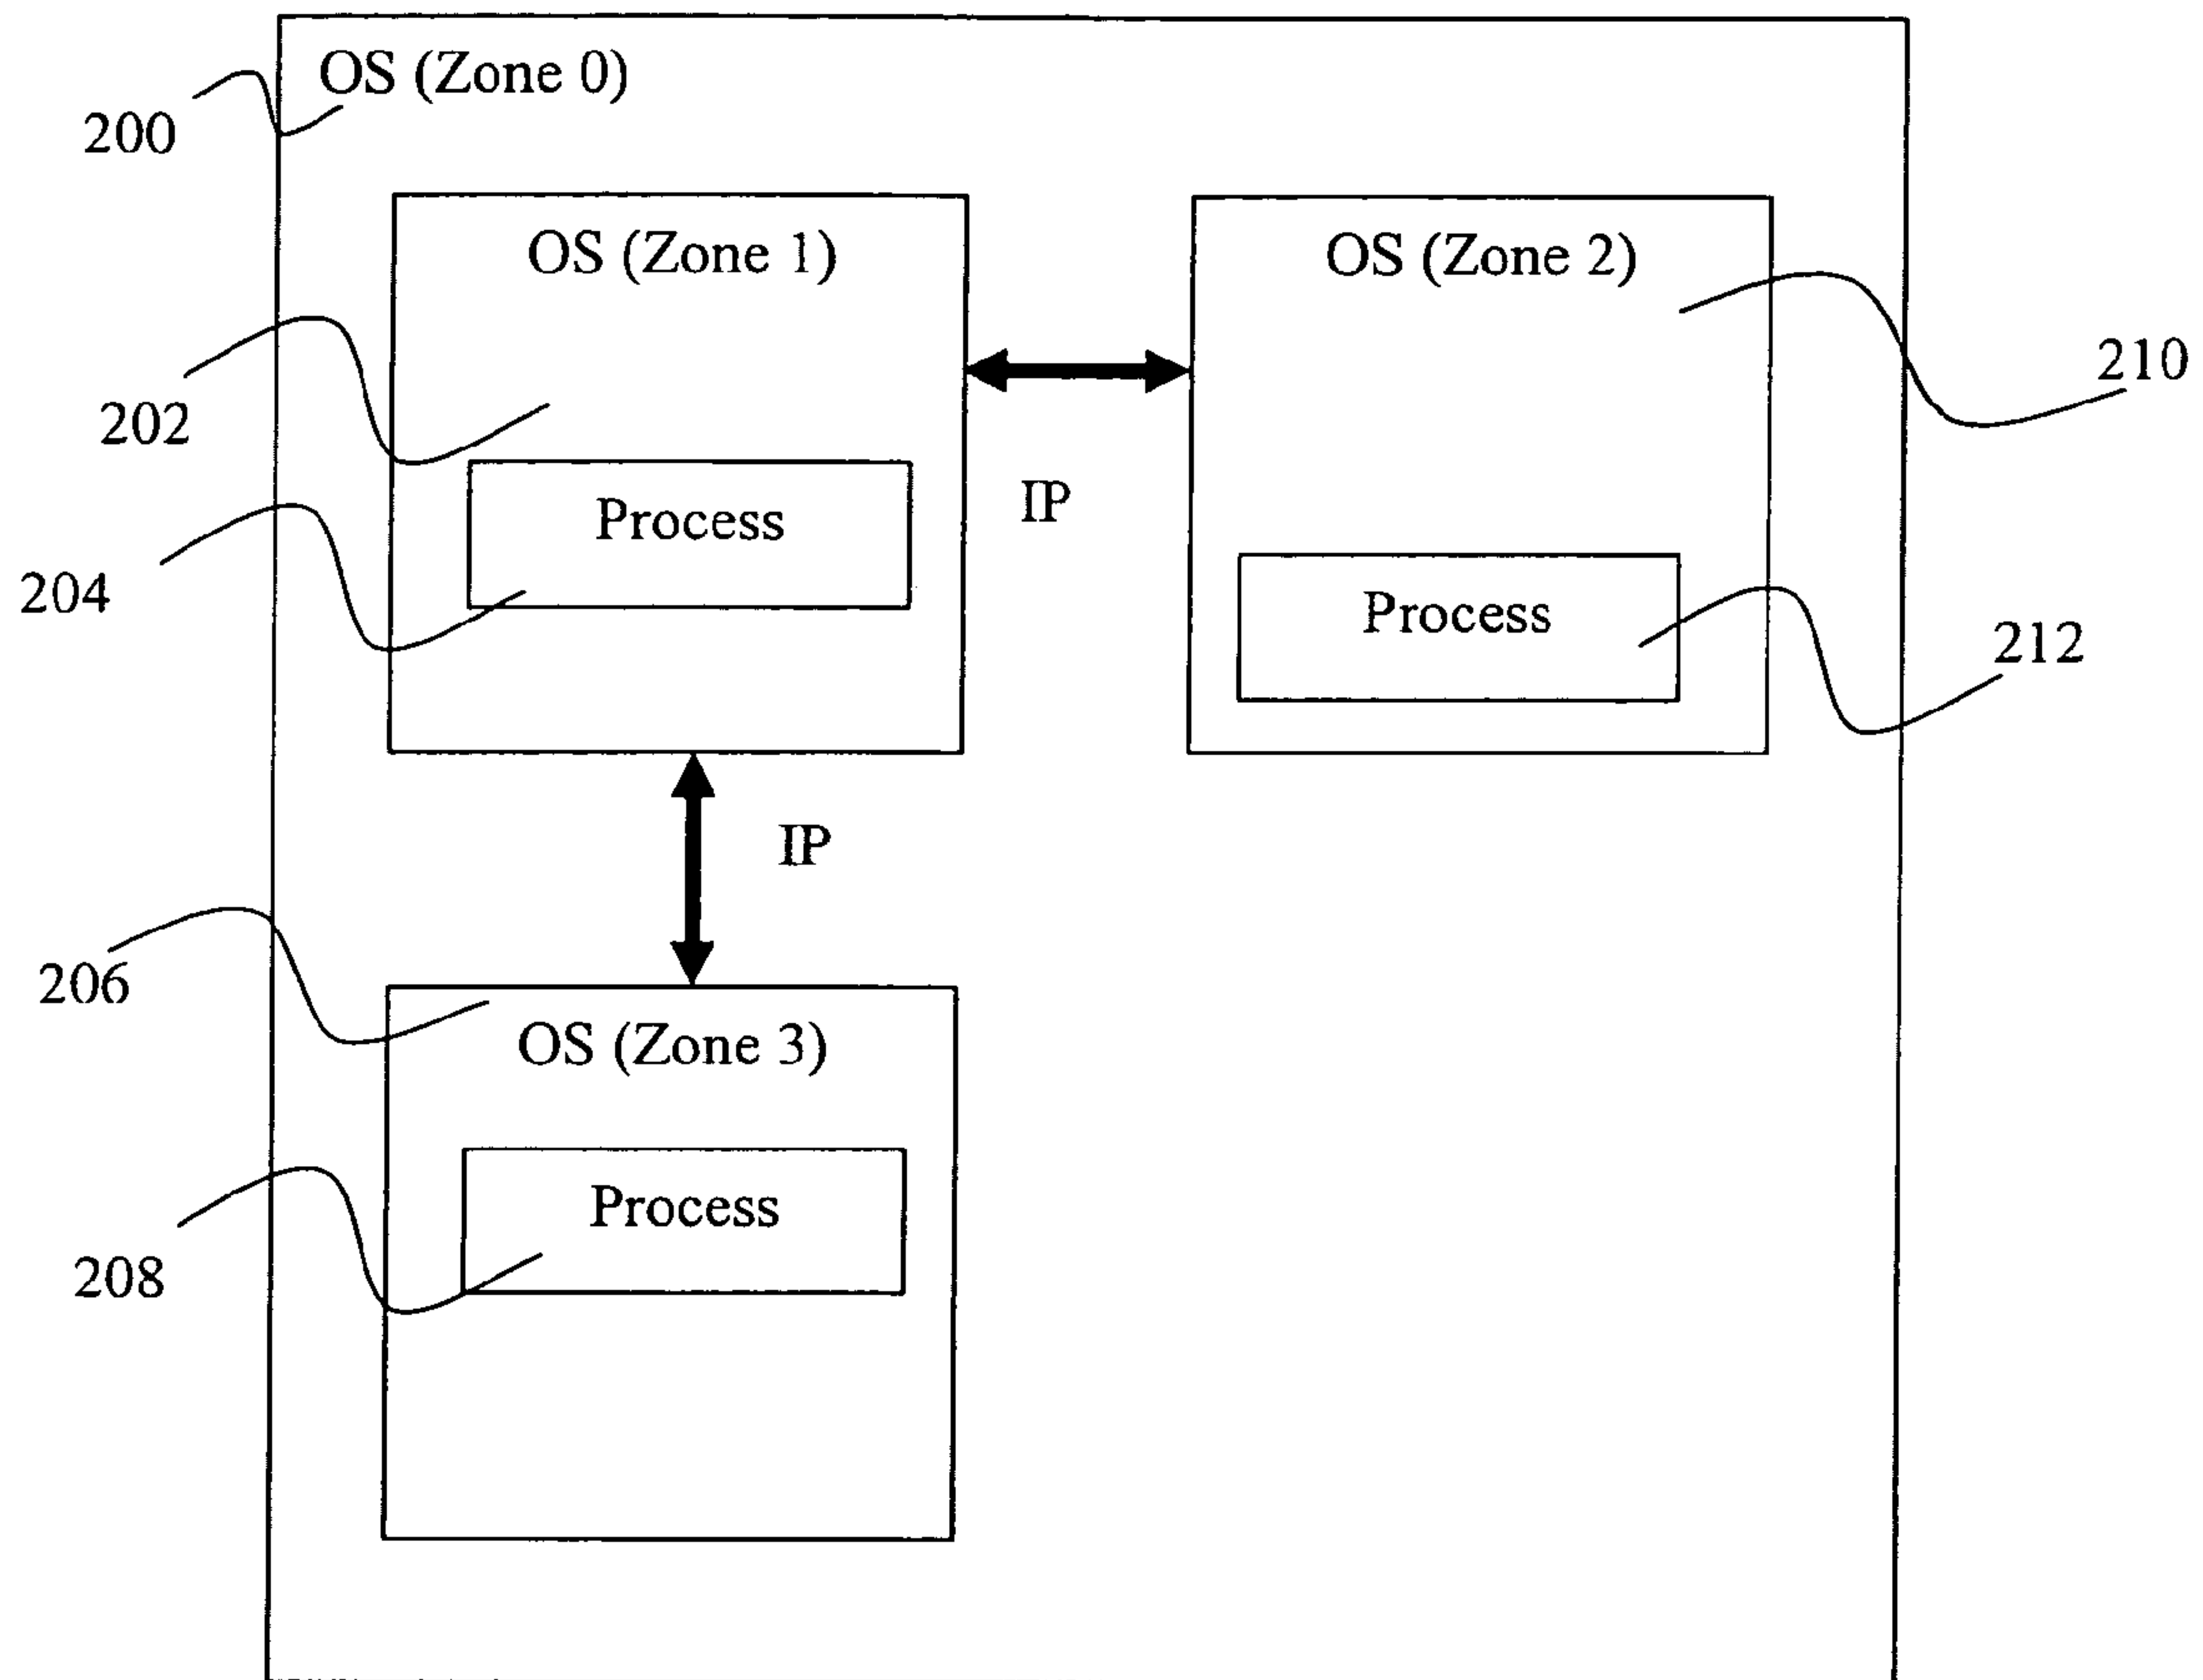 OS (Zone 0)
200
OS (Zone 1)
OS (Zone 2)
210
202
IP
Process
204
Process
212
IP
206
OS (Zone 3)
Process
208